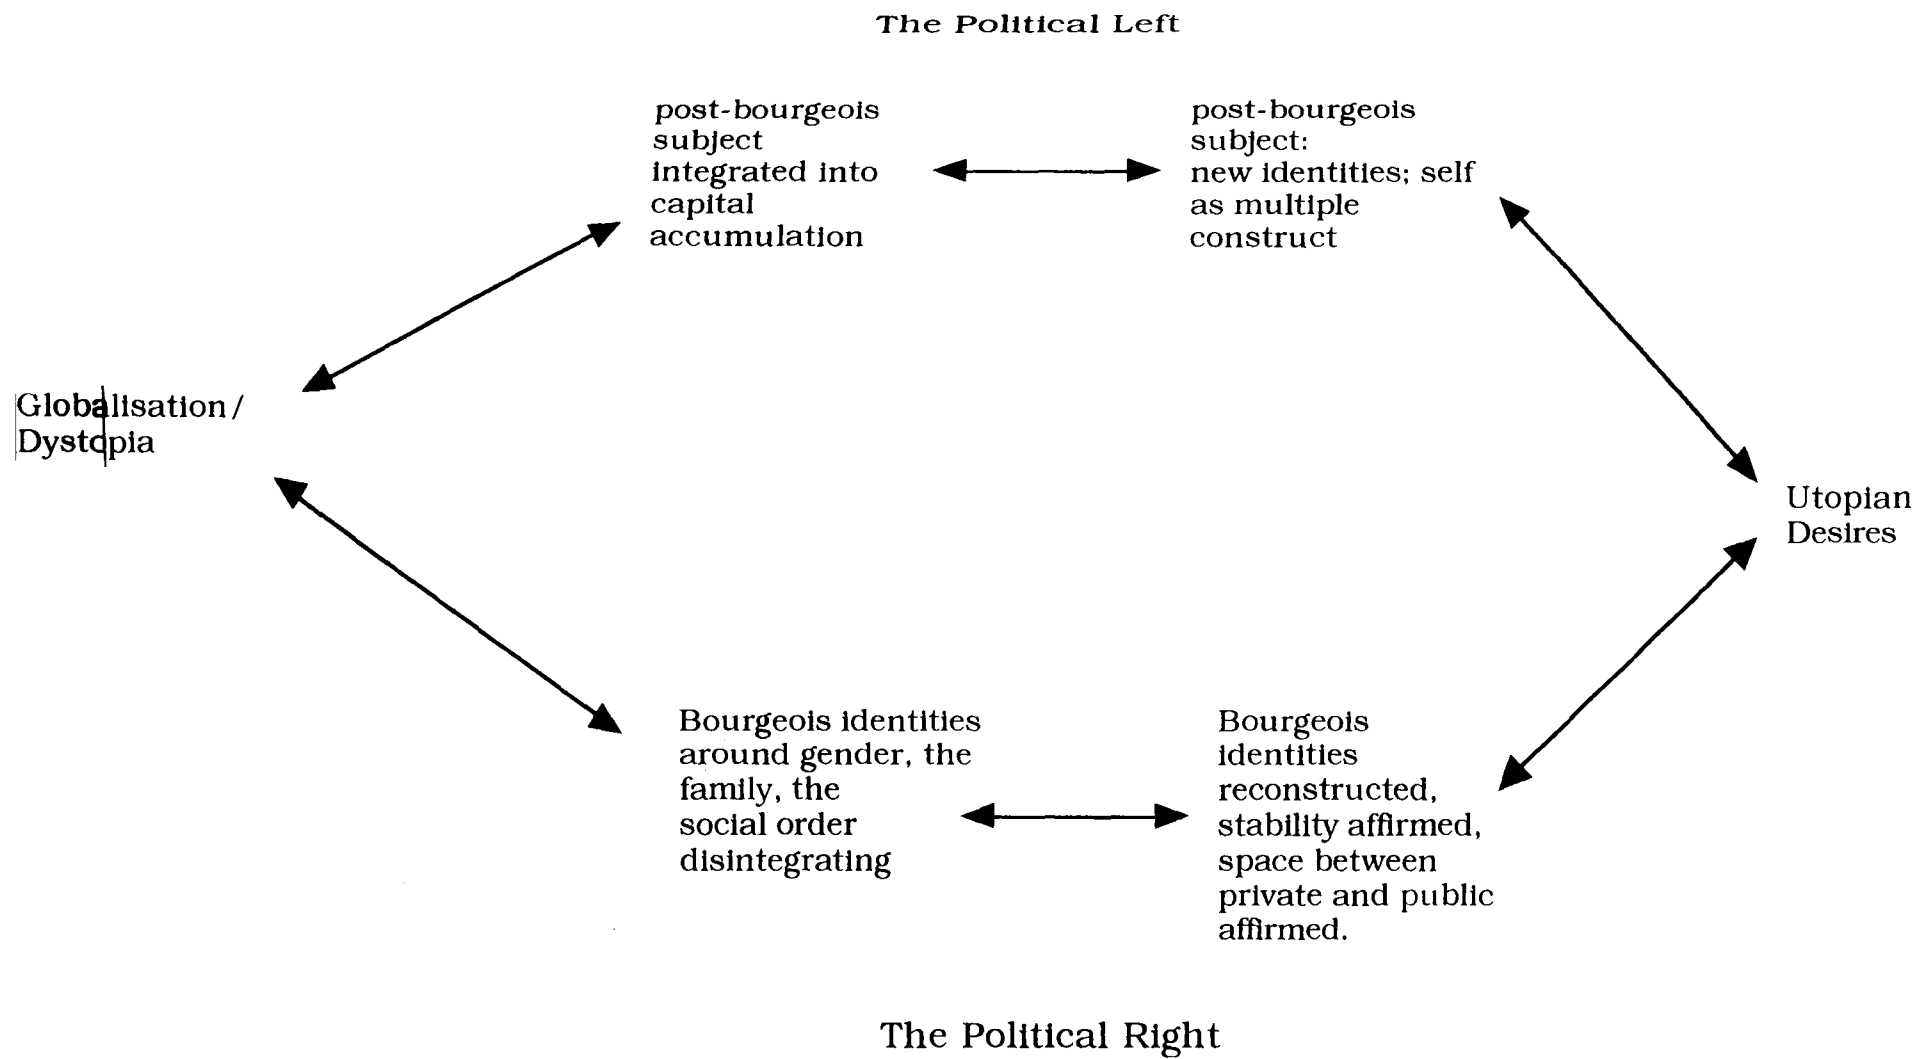 The Political Left
post-bourgeois
subject
integrated into
capital
accumulation
post-bourgeois
subject:
new identities; self
as multiple
construct
Globalisation/
Dystopia
Utopian
Desires
Bourgeois identities
around gender, the
family, the
social order
disintegrating
Bourgeois
identities
reconstructed,
stability affirmed,
space between
private and public
affirmed.
The Political Right